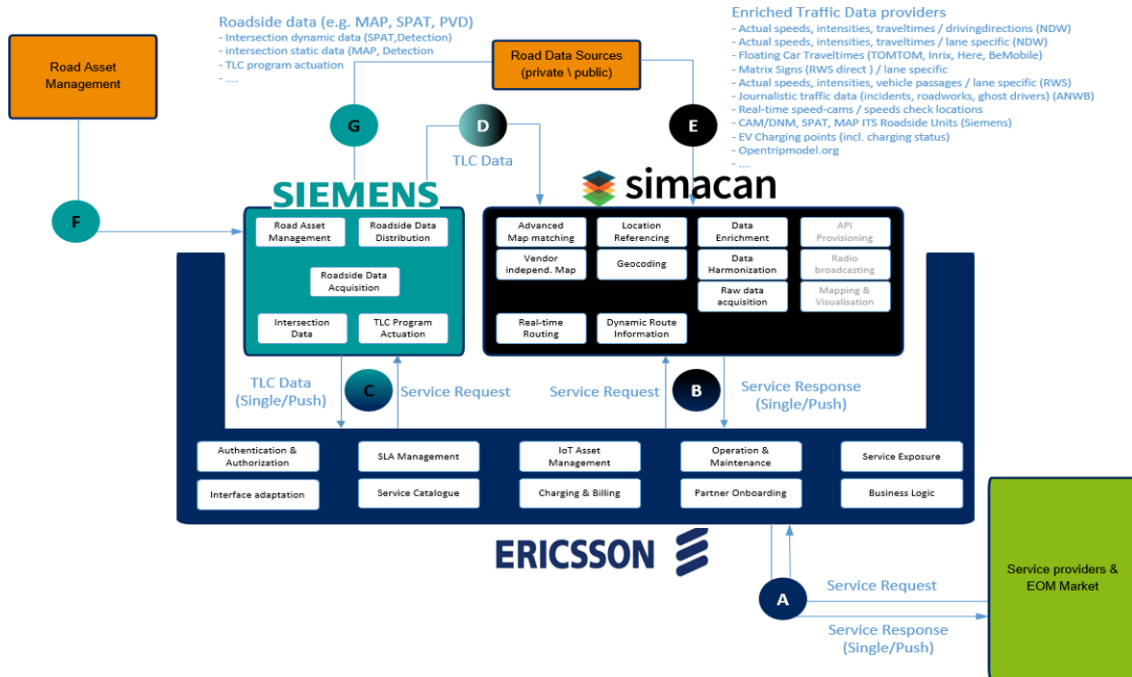 Roadside data (e.g. MAP, SPAT, PVD)
- Intersection dynamic data (SPAT,Detection)
- intersection static data (MAP, Detection
- TLC program actuation
- ....
Enriched Traffic Data providers
- Actual speeds, intensities, traveltimes / drivingdirections (NDW)
- Actual speeds, intensities, traveltimes / lane specific (NDW)
- Floating Car Traveltimes (TOMTOM, Inrix, Here, BeMobile)
- Matrix Signs (RWS direct ) / lane specific
- Actual speeds, intensities, vehicle passages / lane specific (RWS)
- Journalistic traffic data (incidents, roadworks, ghost drivers) (ANWB)
- Real-time speed-cams / speeds check locations
- CAM/DNM, SPAT, MAP ITS Roadside Units (Siemens)
- EV Charging points (incl. charging status)
- Opentripmodel.org
- ....
Road Asset
Management
Road Data Sources
(private \ public)
G
D
E
TLC Data
F
SIEMENS
simacan
Road Asset
Management
Roadside Data
Distribution
Roadside Data
Acquisition
Intersection
Data
TLC Program
Actuation
Advanced
Map matching
Location
Referencing
Data
Enrichment
API
Provisioning
Vendor
independ. Map
Geocoding
Data
Harmonization
Radio
broadcasting
Raw data
acquisition
Mapping &
Visualisation
Real-time
Routing
Dynamic Route
Information
TLC Data
(Single/Push)
C
Service Request
Service Request
B
Service Response
(Single/Push)
Authentication &
Authorization
SLA Management
IoT Asset
Management
Operation &
Maintenance
Service Exposure
Interface adaptation
Service Catalogue
Charging & Billing
Partner Onboarding
Business Logic
ERICSSON
A
Service Request
Service Response
(Single/Push)
Service providers &
EOM Market